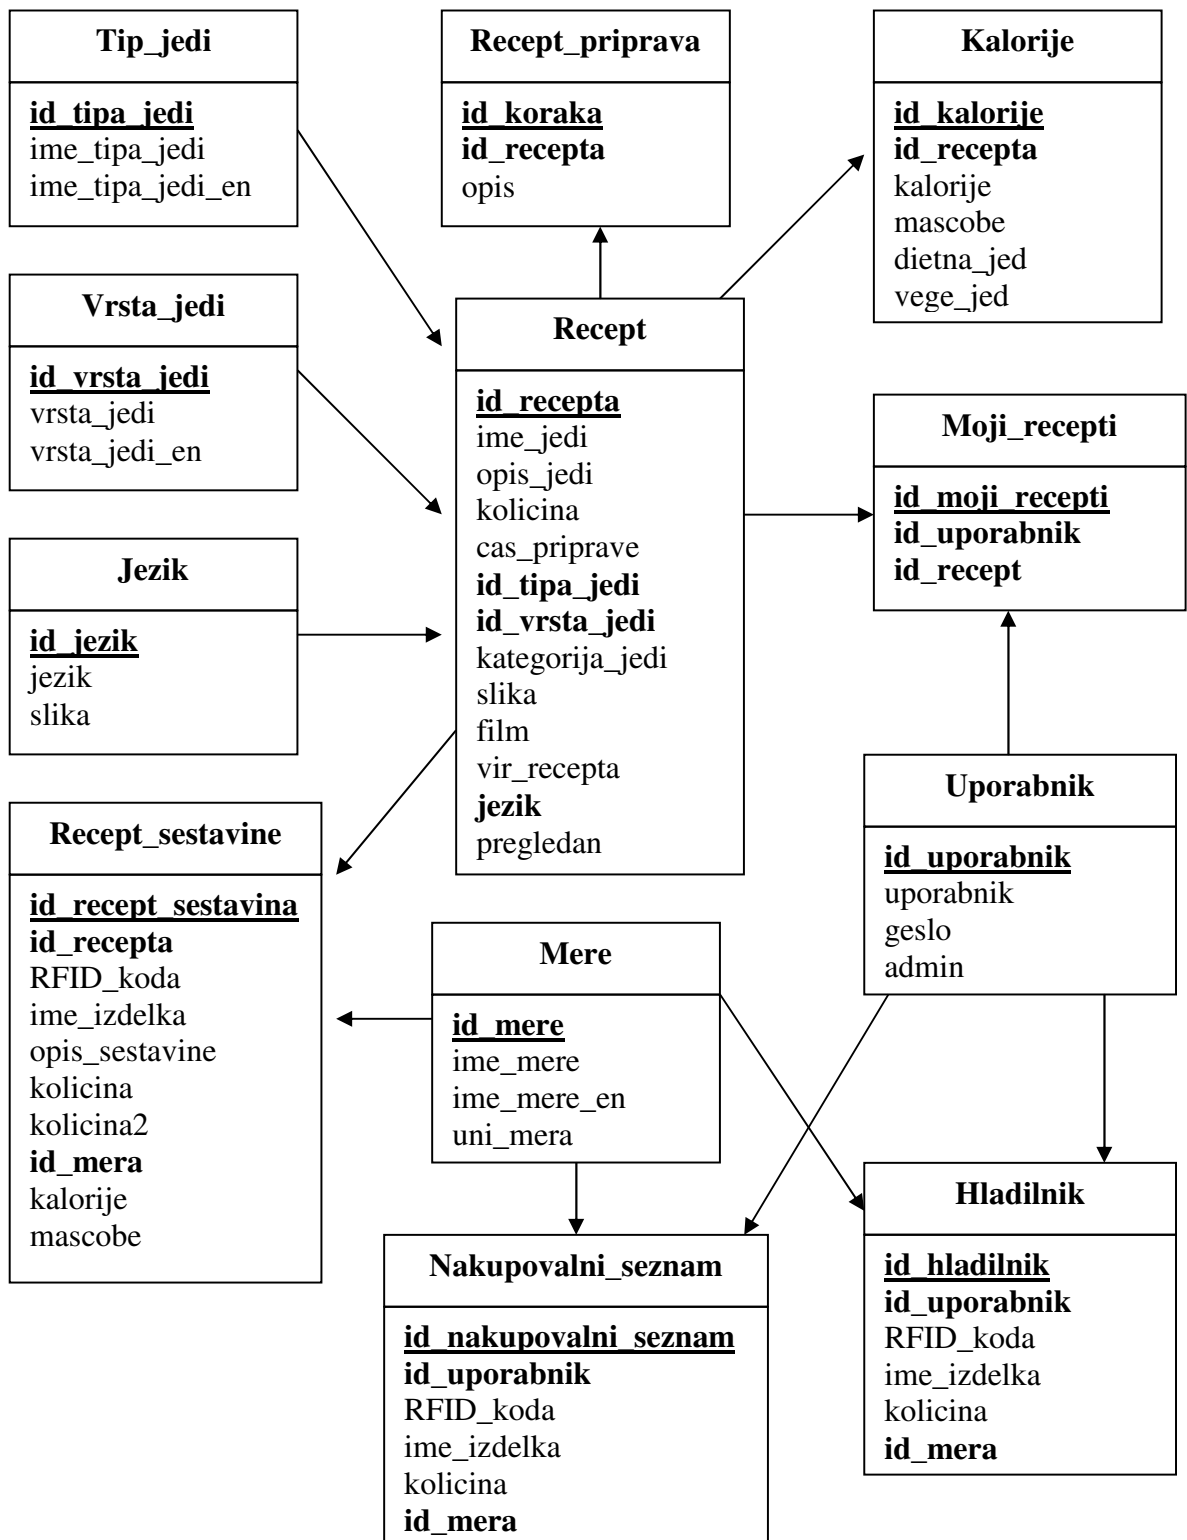 Tip_jedi
id_tipa_jedi
ime_tipa_jedi
ime_tipa_jedi_en
Recept_priprava
id_koraka
id_recepta
opis
Kalorije
id_kalorije
id_recepta
kalorije
mascobe
dietna_jed
vege_jed
Vrsta_jedi
id_vrsta_jedi
vrsta_jedi
vrsta_jedi_en
Recept
id_recepta
ime_jedi
opis_jedi
kolicina
cas_priprave
id_tipa_jedi
id_vrsta_jedi
kategorija_jedi
slika
film
vir_recepta
jezik
pregledan
Moji_recepti
id_moji_recepti
id_uporabnik
id_recept
Jezik
id_jezik
jezik
slika
Uporabnik
id_uporabnik
uporabnik
geslo
admin
Recept_sestavine
id_recept_sestavina
id_recepta
RFID_koda
ime_izdelka
opis_sestavine
kolicina
kolicina2
id_mera
kalorije
mascobe
Mere
id_mere
ime_mere
ime_mere_en
uni_mera
Hladilnik
id_hladilnik
id_uporabnik
RFID_koda
ime_izdelka
kolicina
id_mera
Nakupovalni_seznam
id_nakupovalni_seznam
id_uporabnik
RFID_koda
ime_izdelka
kolicina
id_mera